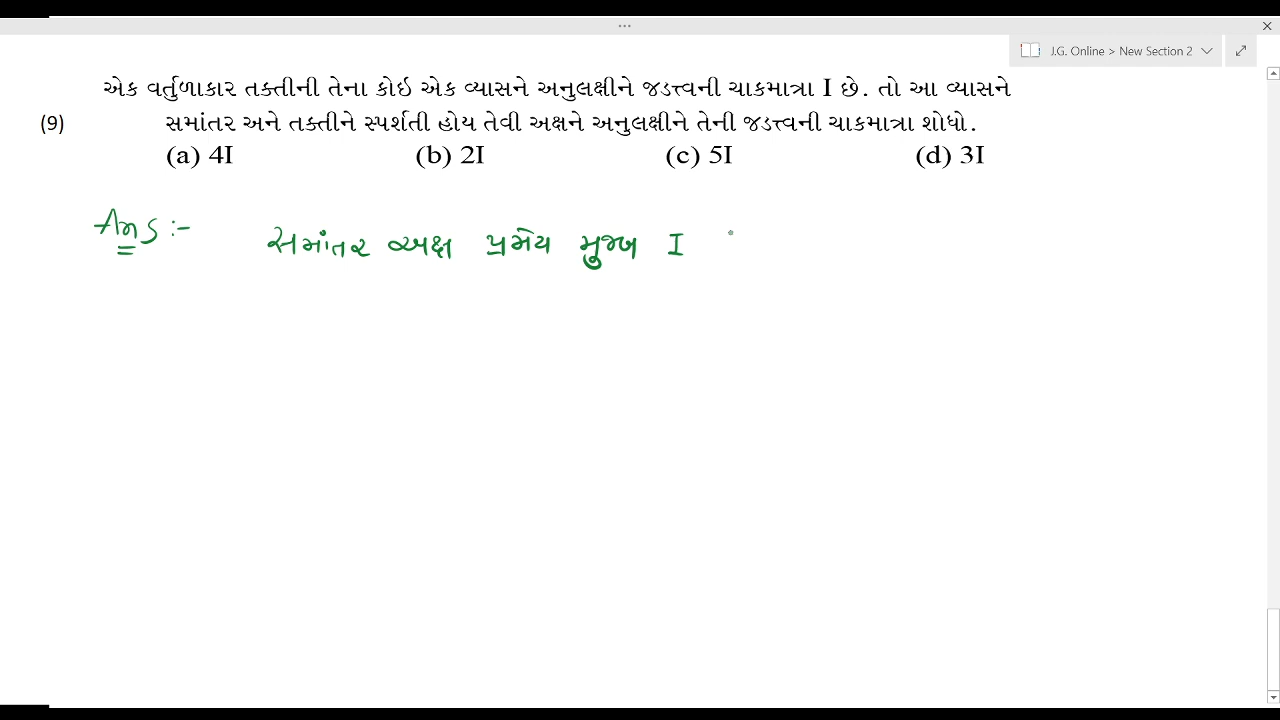 J.G. Online > New Section 2
એક વર્તુળાકાર તક્તીની તેના કોઇ એક વ્યાસને અનુલક્ષીને જડત્ત્વની ચાકમાત્રા I છે. તો આ વ્યાસને
(9) સમાંતર અને તક્તીને સ્પર્શતી હોય તેવી અક્ષને અનુલક્ષીને તેની જડત્ત્વની ચાકમાત્રા શોધો.
(a) 4I (b) 2I (c) 5I (d) 3I
Ans :- સમાંતર અક્ષ પ્રમેય મુજબ I